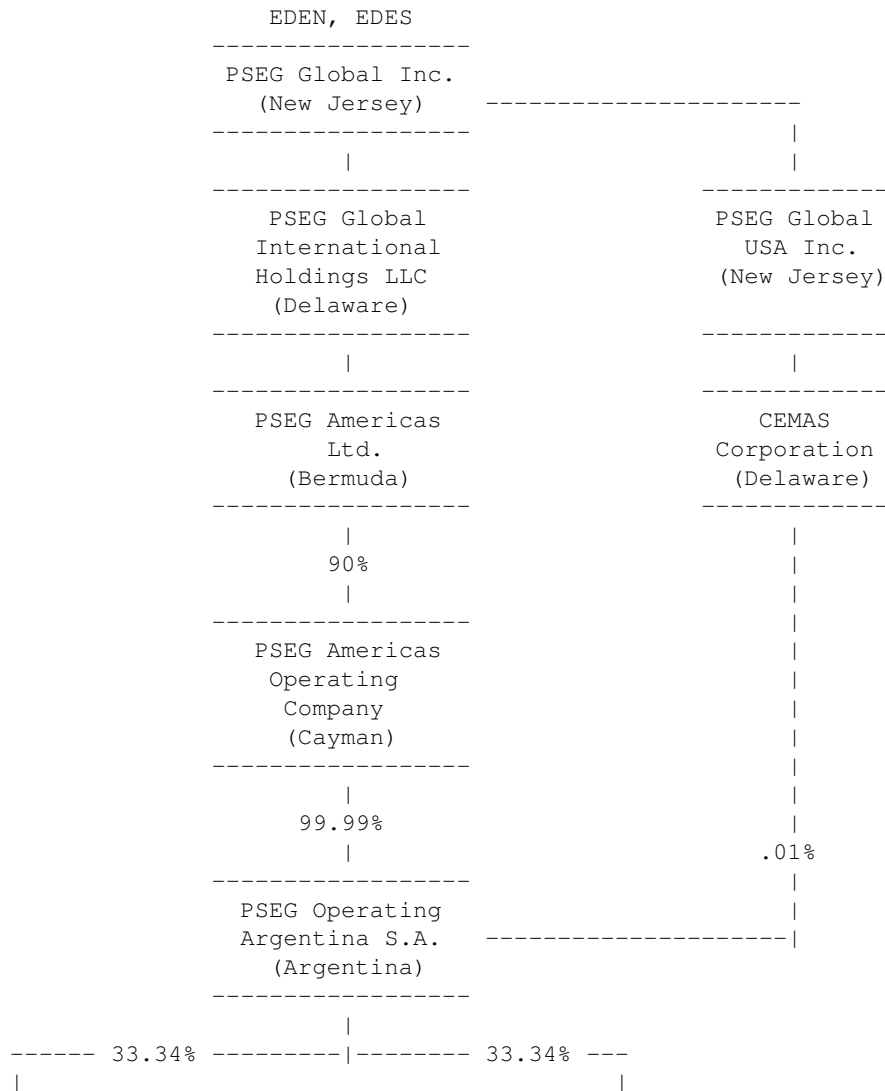 EDEN, EDES
------------------
PSEG Global Inc.
(New Jersey) ----------------------
------------------ |
| |
------------------ -------------
PSEG Global PSEG Global
International USA Inc.
Holdings LLC (New Jersey)
(Delaware)
------------------ -------------
| |
------------------ -------------
PSEG Americas CEMAS
Ltd. Corporation
(Bermuda) (Delaware)
------------------ -------------
| |
90% |
| |
------------------ |
PSEG Americas |
Operating |
Company |
(Cayman) |
------------------ |
| |
99.99% |
| .01%
------------------ |
PSEG Operating |
Argentina S.A. ---------------------|
(Argentina)
------------------
|
------ 33.34% ---------|-------- 33.34% ---
| |